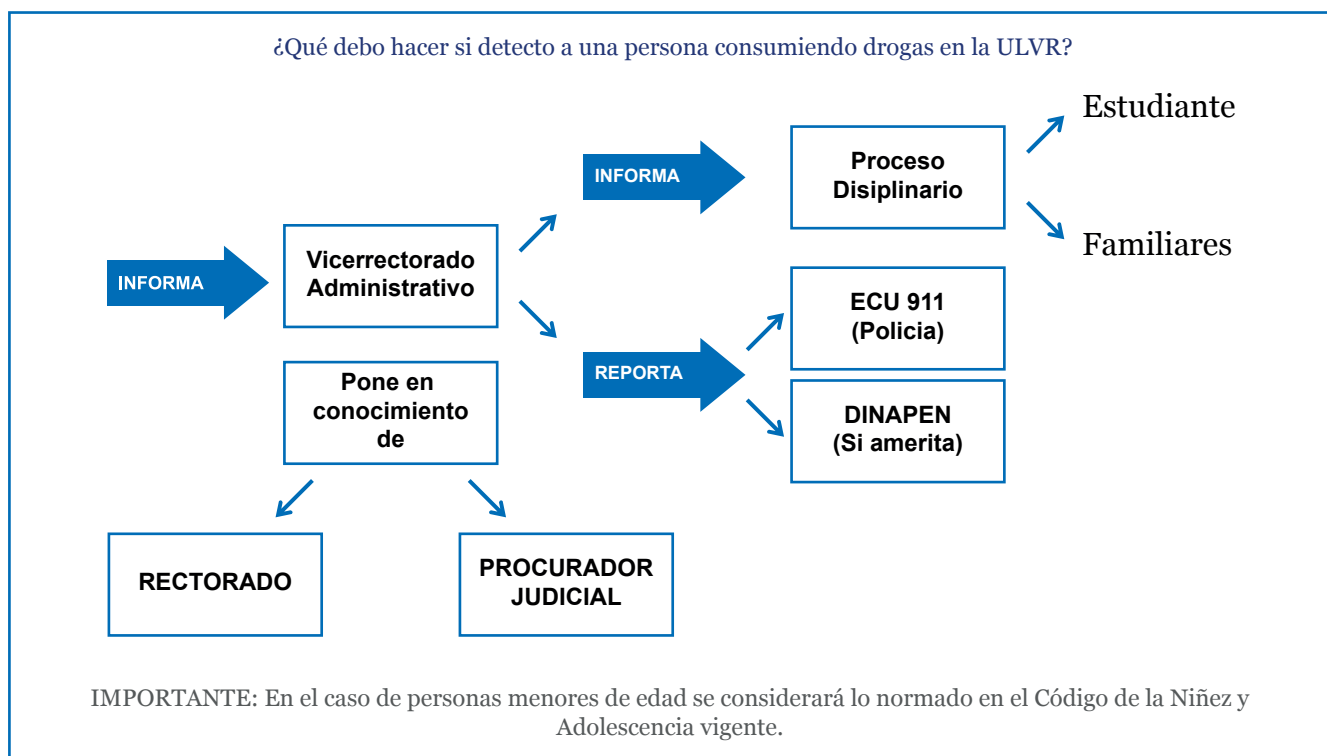 ¿Qué debo hacer si detecto a una persona consumiendo drogas en la ULVR?
INFORMA
Vicerrectorado
Administrativo
INFORMA
Proceso
Disiplinario
Estudiante
Familiares
REPORTA
ECU 911
(Policia)
DINAPEN
(Si amerita)
Pone en
conocimiento
de
RECTORADO
PROCURADOR
JUDICIAL
IMPORTANTE: En el caso de personas menores de edad se considerará lo normado en el Código de la Niñez y
Adolescencia vigente.